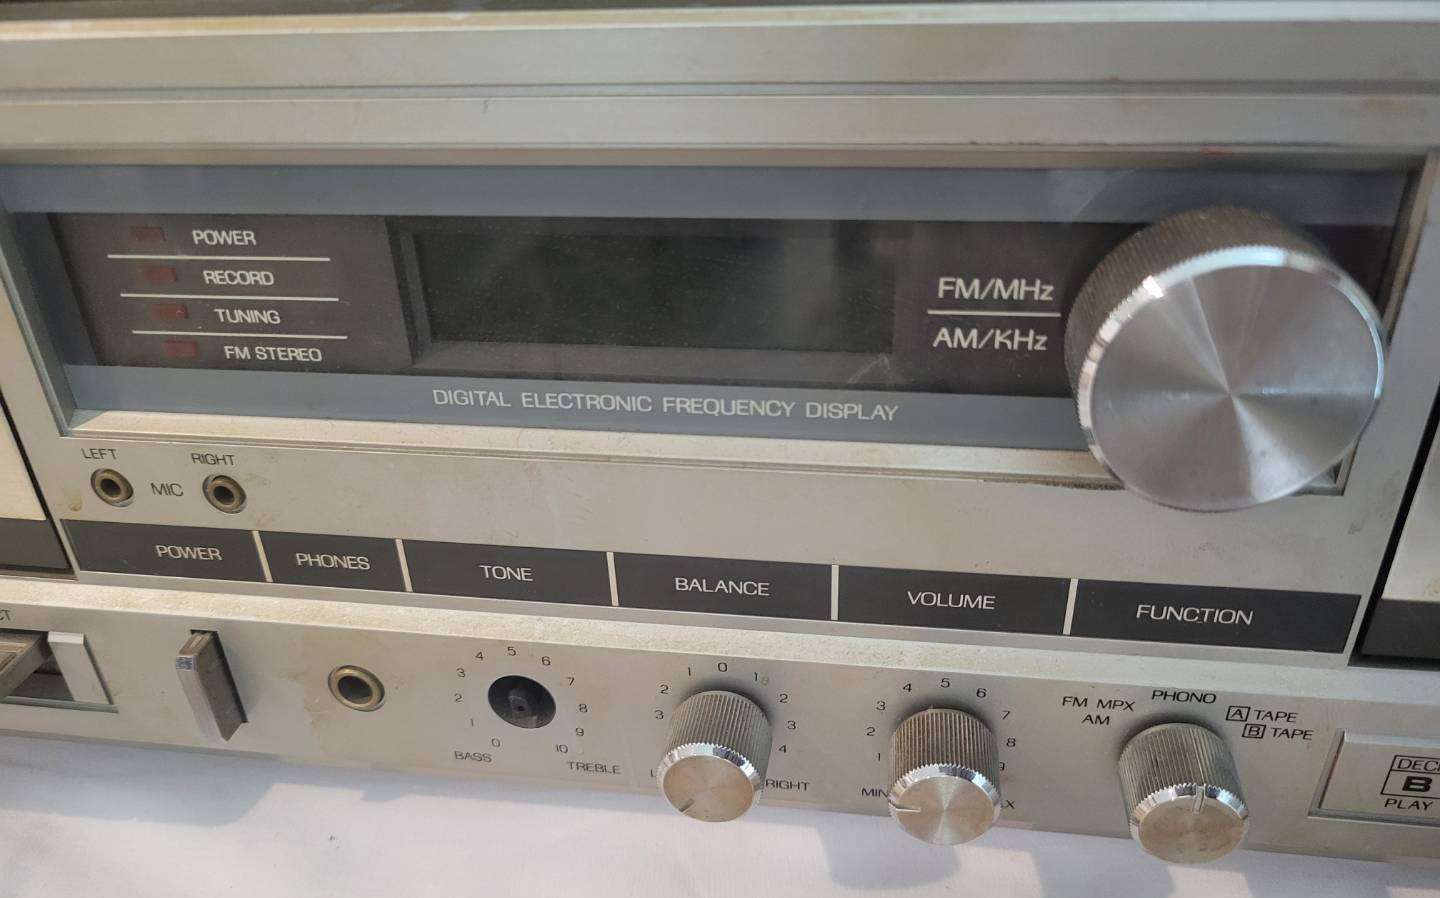 POWER
RECORD
TUNING
FM STEREO
FM/MHz
AM/KHz
DIGITAL ELECTRONIC FREQUENCY DISPLAY
LEFT MIC RIGHT
POWER PHONES TONE BALANCE VOLUME FUNCTION
0 1 2 3 4 5 6 7 8 9 10
BASS TREBLE
3 2 1 0 1 2 3 4
RIGHT
1 2 3 4 5 6 7 8
MIN
FM MPX
AM
PHONO
A TAPE
B TAPE
B
PLAY